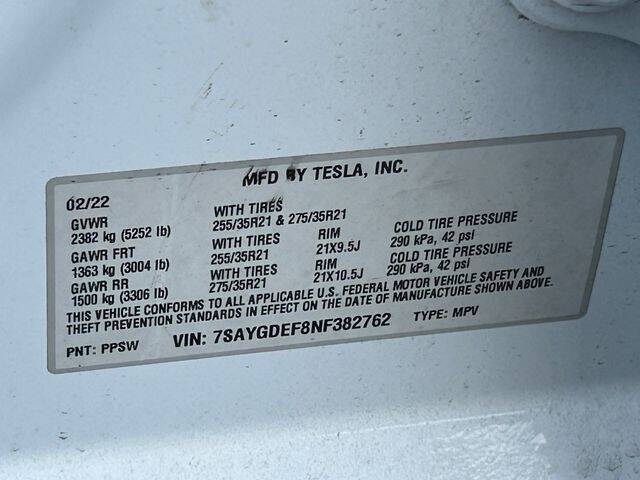 MFD BY TESLA, INC.
02/22
GVWR WITH TIRES
2382 kg (5252 lb) 255/35R21 & 275/35R21
GAWR FRT WITH TIRES RIM COLD TIRE PRESSURE
1363 kg (3004 lb) 255/35R21 21X9.5J 290 kPa, 42 psi
GAWR RR WITH TIRES RIM COLD TIRE PRESSURE
1500 kg (3306 lb) 275/35R21 21X10.5J 290 kPa, 42 psi
THIS VEHICLE CONFORMS TO ALL APPLICABLE U.S. FEDERAL MOTOR VEHICLE SAFETY AND
THEFT PREVENTION STANDARDS IN EFFECT ON THE DATE OF MANUFACTURE SHOWN ABOVE.
PNT: PPSW VIN: 7SAYGDEF8NF382762 TYPE: MPV